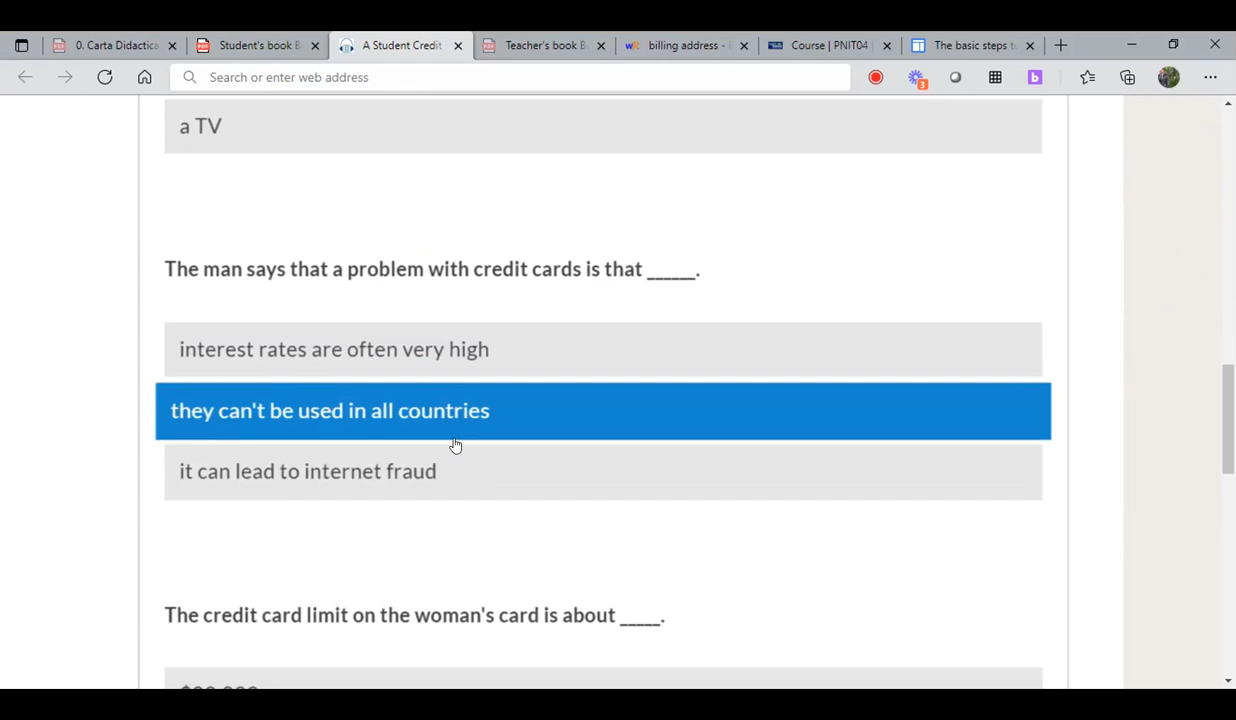 0. Carta Didactica
Student's book B
A Student Credit
Teacher's book B
billing address -
Course | PNIT04
The basic steps t
Search or enter web address
3
b
a TV
The man says that a problem with credit cards is that ______.
interest rates are often very high
they can't be used in all countries
it can lead to internet fraud
The credit card limit on the woman's card is about _____.